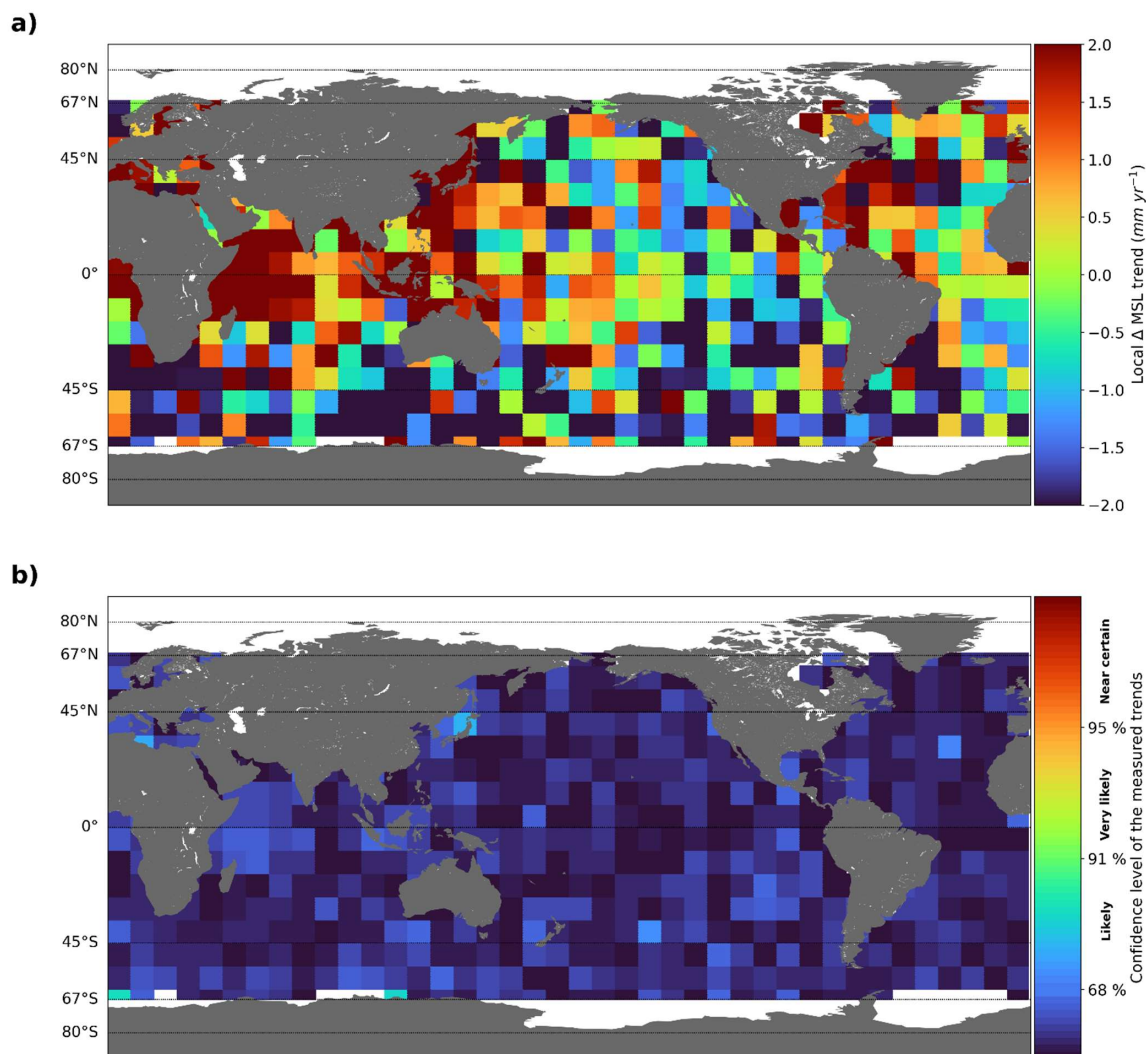 a)
80°N
67°N
45°N
0°
45°S
67°S
80°S
2.0
1.5
1.0
0.5
0.0
−0.5
−1.0
−1.5
−2.0
Local Δ MSL trend (mm yr⁻¹)
b)
80°N
67°N
45°N
0°
45°S
67°S
80°S
95 %
91 %
68 %
Near certain
Very likely
Likely
Confidence level of the measured trends